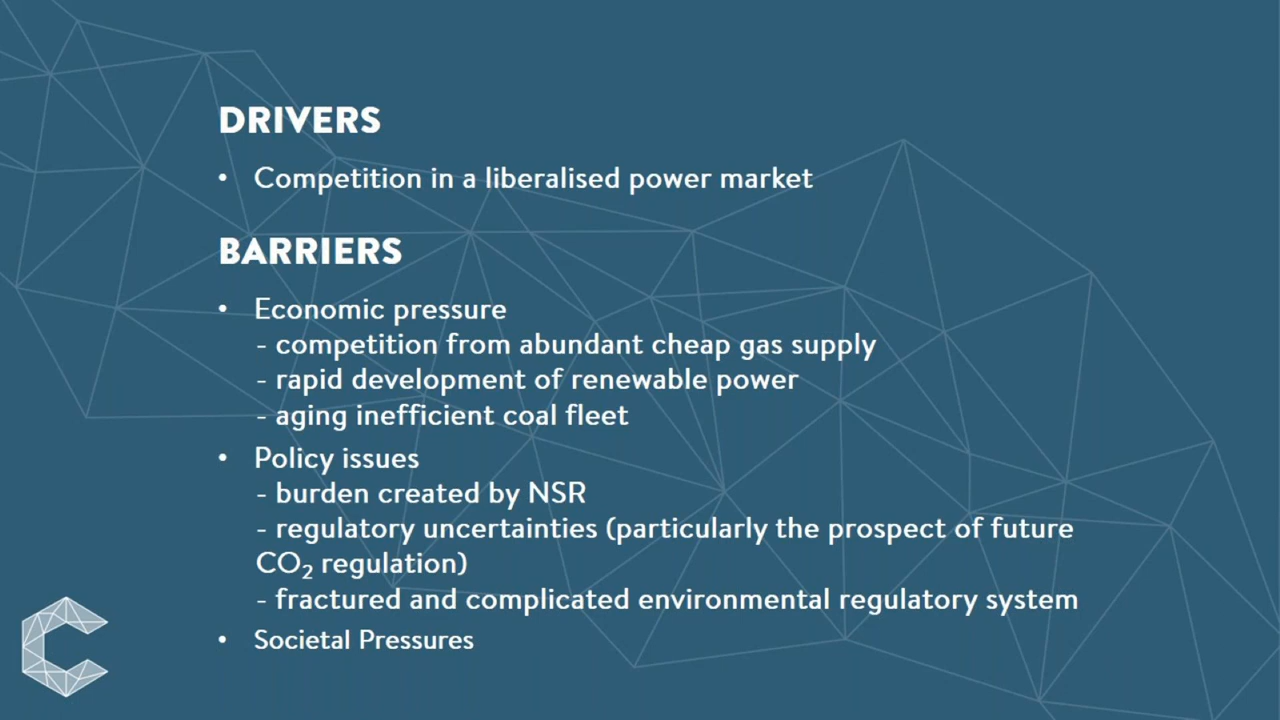 DRIVERS
• Competition in a liberalised power market
BARRIERS
• Economic pressure
- competition from abundant cheap gas supply
- rapid development of renewable power
- aging inefficient coal fleet
• Policy issues
- burden created by NSR
- regulatory uncertainties (particularly the prospect of future
CO₂ regulation)
- fractured and complicated environmental regulatory system
• Societal Pressures